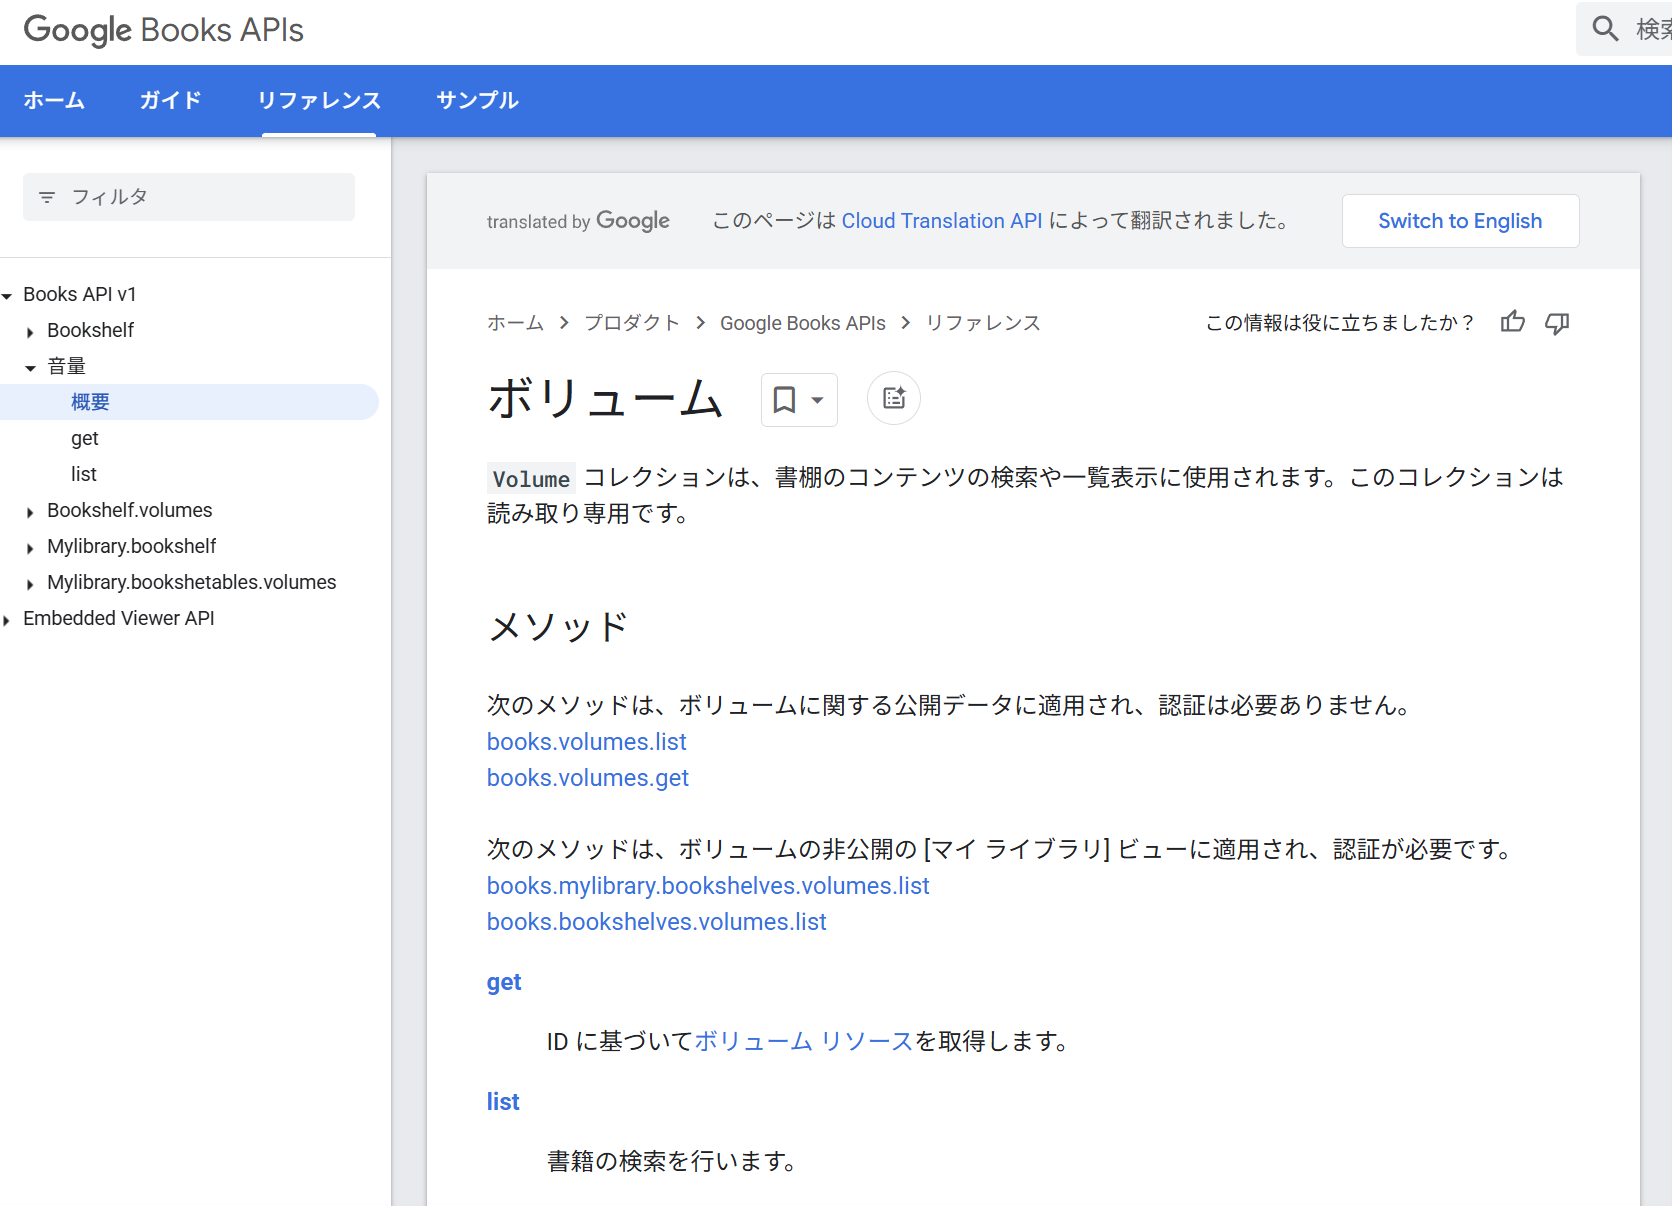 Google Books APIs
検索
ホーム
ガイド
リファレンス
サンプル
フィルタ
Books API v1
Bookshelf
音量
概要
get
list
Bookshelf.volumes
Mylibrary.bookshelf
Mylibrary.bookshetables.volumes
Embedded Viewer API
translated by Google
このページは Cloud Translation API によって翻訳されました。
Switch to English
ホーム > プロダクト > Google Books APIs > リファレンス
この情報は役に立ちましたか？
ボリューム
Volume コレクションは、書棚のコンテンツの検索や一覧表示に使用されます。このコレクションは
読み取り専用です。
メソッド
次のメソッドは、ボリュームに関する公開データに適用され、認証は必要ありません。
books.volumes.list
books.volumes.get
次のメソッドは、ボリュームの非公開の [マイ ライブラリ] ビューに適用され、認証が必要です。
books.mylibrary.bookshelves.volumes.list
books.bookshelves.volumes.list
get
ID に基づいてボリューム リソースを取得します。
list
書籍の検索を行います。